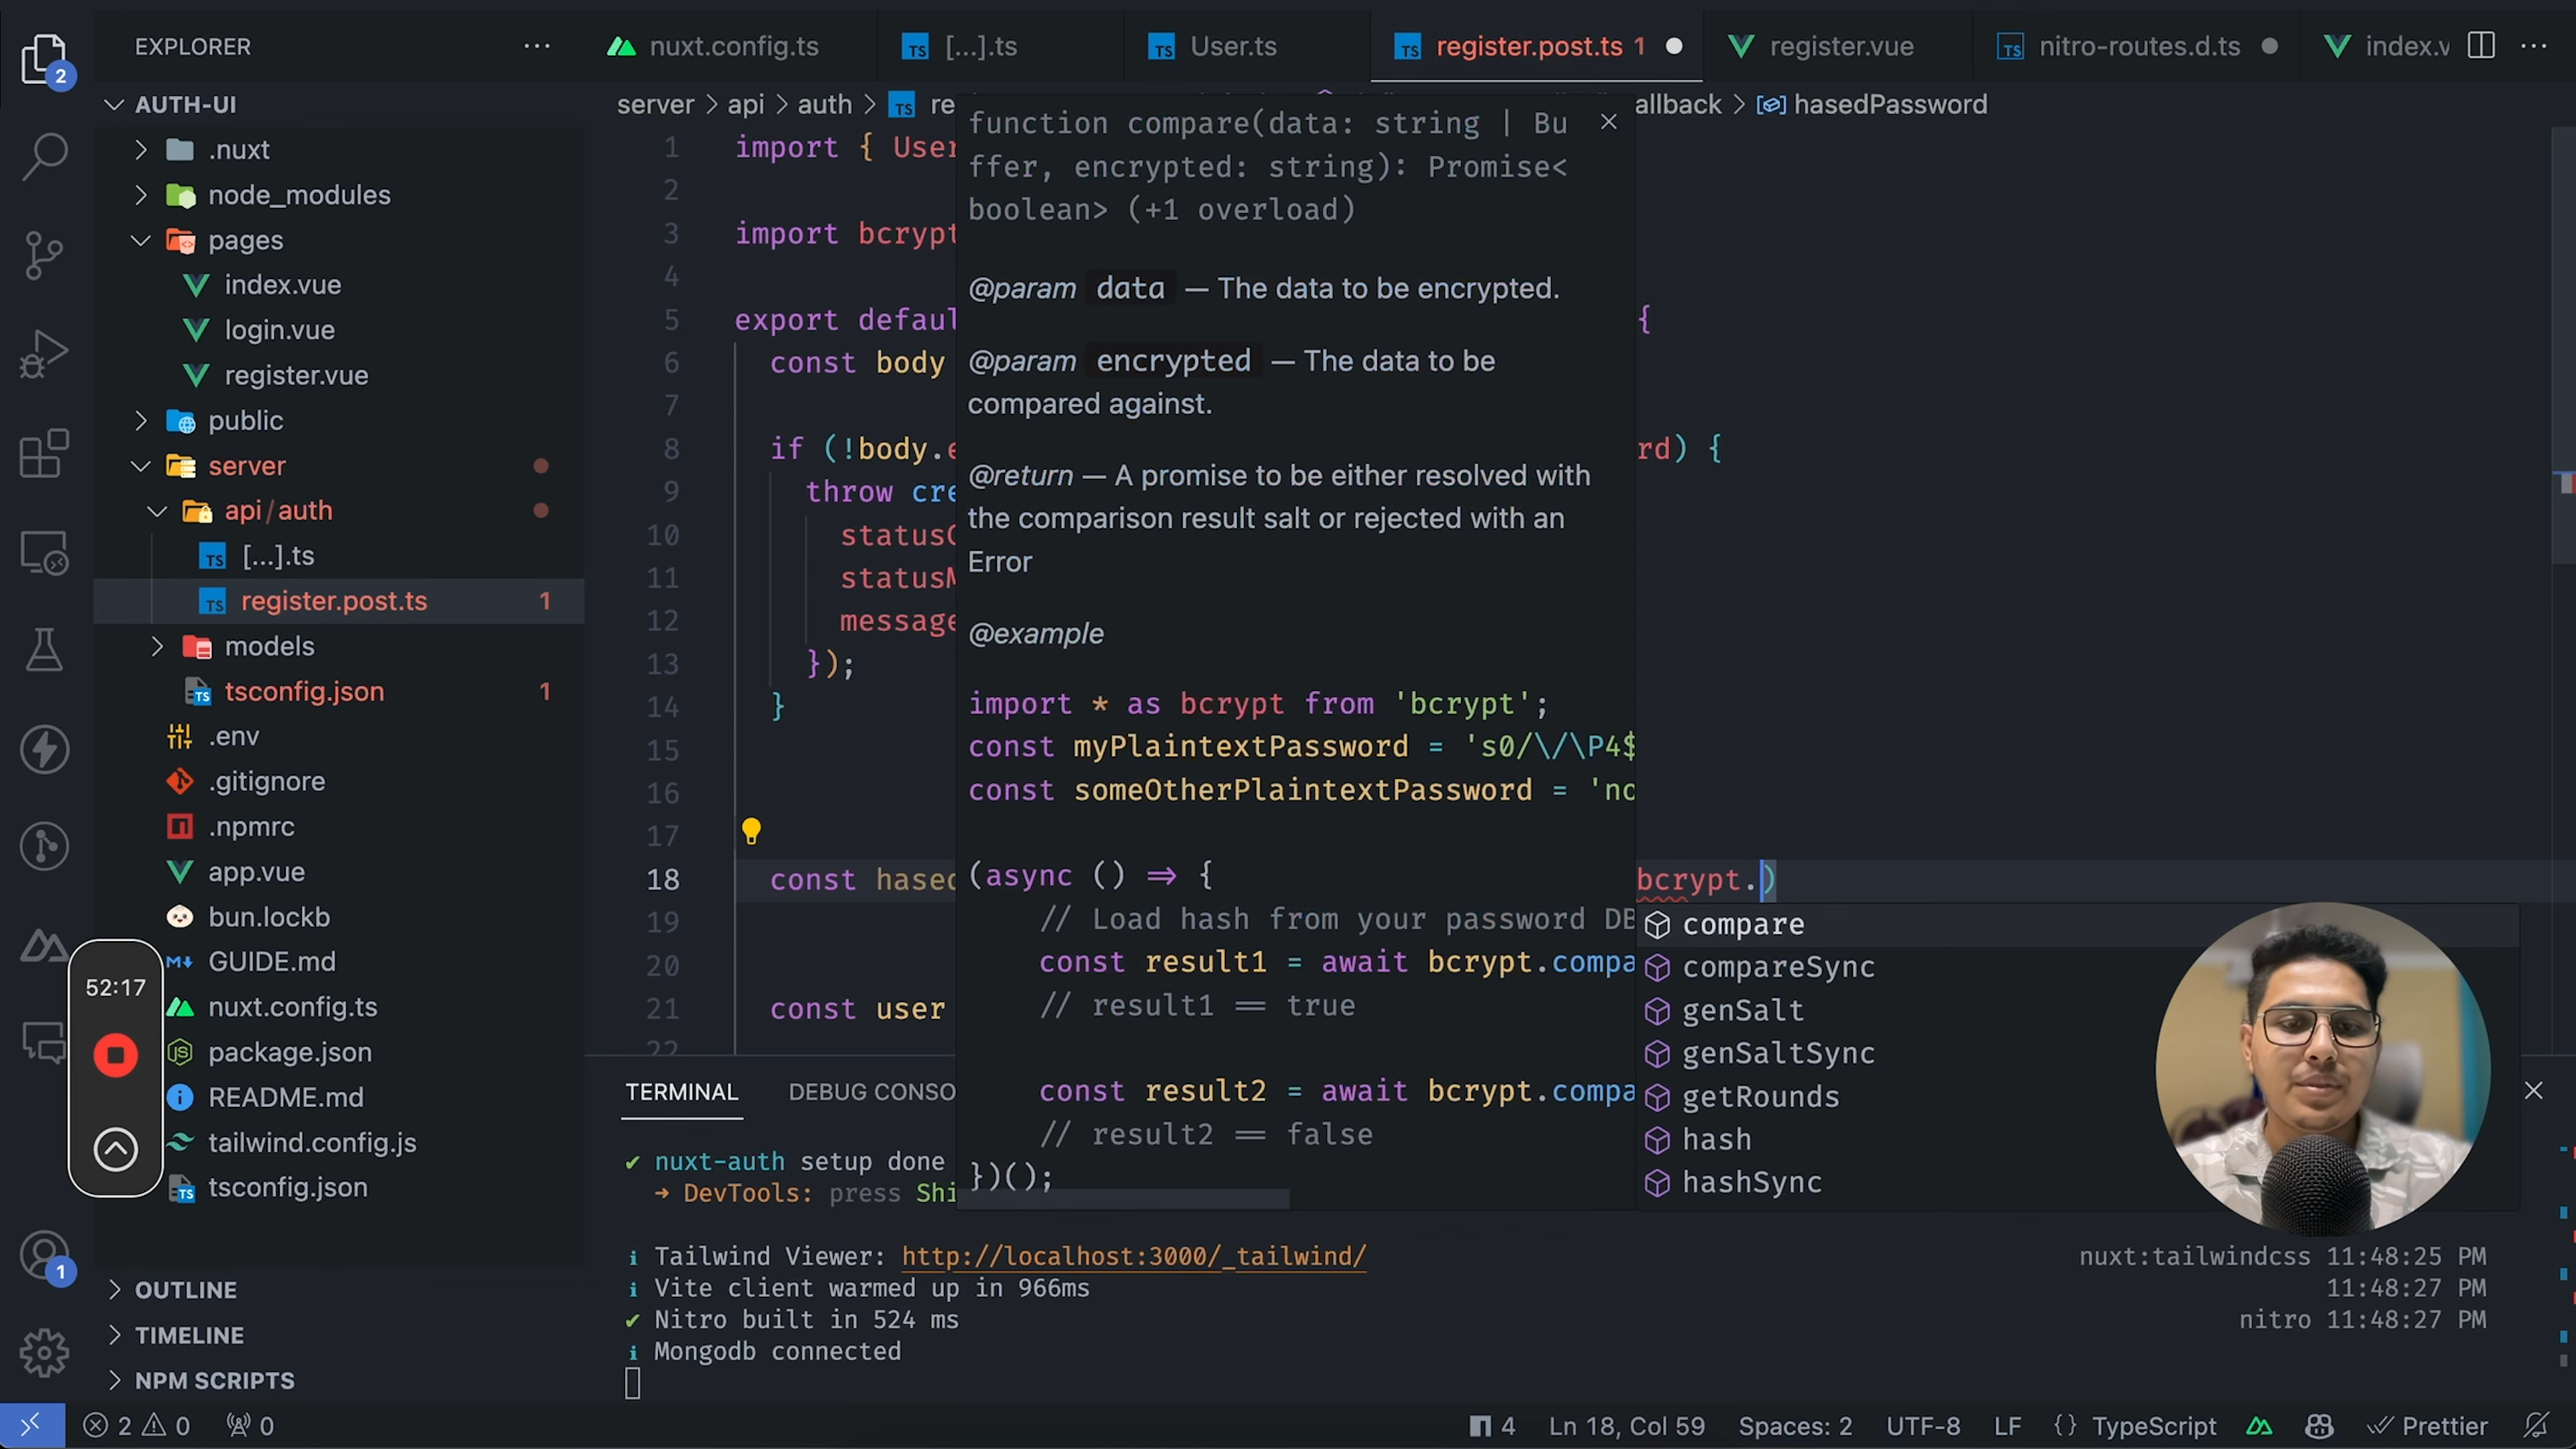 EXPLORER
nuxt.config.ts
[...].ts
User.ts
register.post.ts 1
register.vue
nitro-routes.d.ts
index.v
2
AUTH-UI
.nuxt
node_modules
pages
index.vue
login.vue
register.vue
public
server
api/auth
[...].ts
register.post.ts 1
models
tsconfig.json 1
.env
.gitignore
.npmrc
app.vue
bun.lockb
GUIDE.md
nuxt.config.ts
package.json
README.md
tailwind.config.js
tsconfig.json
52:17
1
OUTLINE
TIMELINE
NPM SCRIPTS
server > api > auth > TS re
allback > hasedPassword
1 import { User
2
3 import bcrypt
4
5 export defaul {
6 const body
7
8 if (!body.e rd) {
9 throw cre
10 statusC
11 statusM
12 message
13 });
14 }
15
16
17
18 const hased bcrypt.)
19
20
21 const user
22
function compare(data: string | Bu
ffer, encrypted: string): Promise<
boolean> (+1 overload)
@param data — The data to be encrypted.
@param encrypted — The data to be
compared against.
@return — A promise to be either resolved with
the comparison result salt or rejected with an
Error
@example
import * as bcrypt from 'bcrypt';
const myPlaintextPassword = 's0/\/\P4$
const someOtherPlaintextPassword = 'no
(async () => {
// Load hash from your password DB
const result1 = await bcrypt.compa
// result1 == true
const result2 = await bcrypt.compa
// result2 == false
})();
compare
compareSync
genSalt
genSaltSync
getRounds
hash
hashSync
TERMINAL
DEBUG CONSO
✔ nuxt-auth setup done
➜ DevTools: press Shi
ℹ Tailwind Viewer: http://localhost:3000/_tailwind/ nuxt:tailwindcss 11:48:25 PM
ℹ Vite client warmed up in 966ms 11:48:27 PM
✔ Nitro built in 524 ms nitro 11:48:27 PM
ℹ Mongodb connected
2 0 0
4 Ln 18, Col 59 Spaces: 2 UTF-8 LF {} TypeScript Prettier